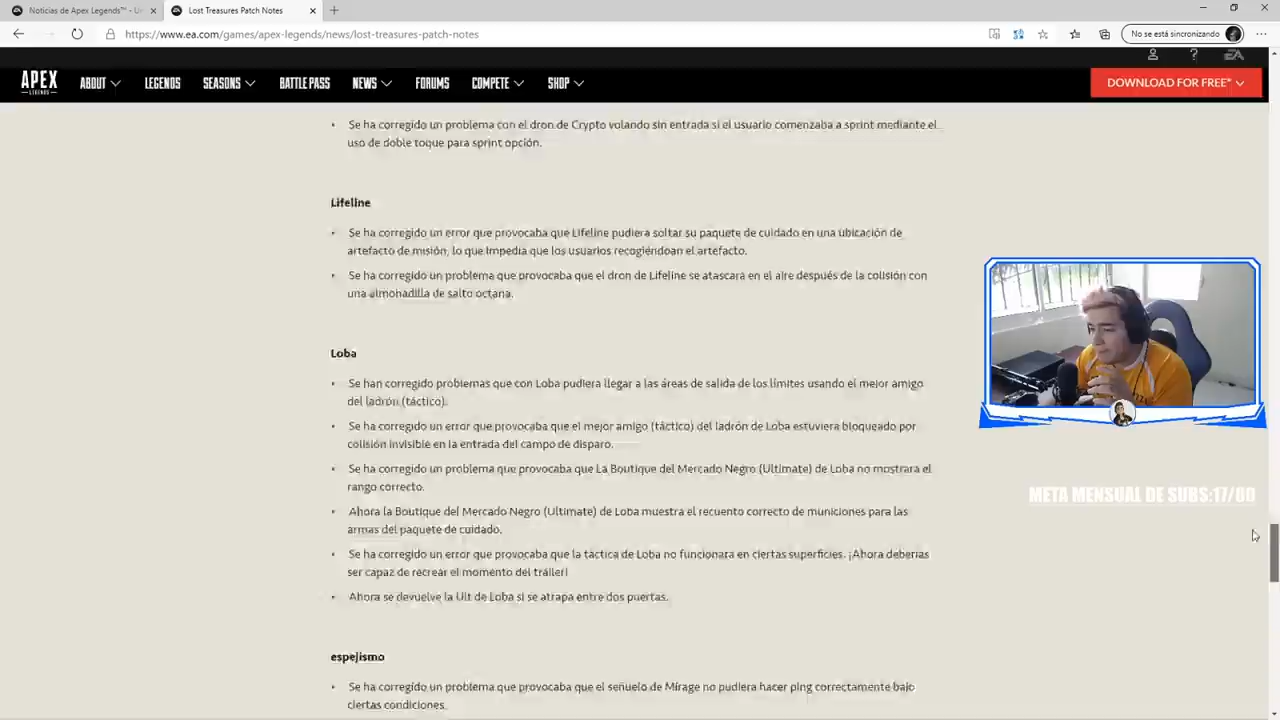 Noticias de Apex Legends™ - U
Lost Treasures Patch Notes
https://www.ea.com/games/apex-legends/news/lost-treasures-patch-notes
No se está sincronizando
APEX
LEGENDS
ABOUT
LEGENDS
SEASONS
BATTLE PASS
NEWS
FORUMS
COMPETE
SHOP
DOWNLOAD FOR FREE*
Se ha corregido un problema con el dron de Crypto volando sin entrada si el usuario comenzaba a sprint mediante el
uso de doble toque para sprint opción.
Lifeline
Se ha corregido un error que provocaba que Lifeline pudiera soltar su paquete de cuidado en una ubicación de
artefacto de misión, lo que impedía que los usuarios recogiéndoan el artefacto.
Se ha corregido un problema que provocaba que el dron de Lifeline se atascara en el aire después de la colisión con
una almohadilla de salto octana.
Loba
Se han corregido problemas que con Loba pudiera llegar a las áreas de salida de los límites usando el mejor amigo
del ladrón (táctico).
Se ha corregido un error que provocaba que el mejor amigo (táctico) del ladrón de Loba estuviera bloqueado por
colisión invisible en la entrada del campo de disparo.
Se ha corregido un problema que provocaba que La Boutique del Mercado Negro (Ultimate) de Loba no mostrara el
rango correcto.
Ahora la Boutique del Mercado Negro (Ultimate) de Loba muestra el recuento correcto de municiones para las
armas del paquete de cuidado.
Se ha corregido un error que provocaba que la táctica de Loba no funcionara en ciertas superficies. ¡Ahora deberías
ser capaz de recrear el momento del tráiler!
Ahora se devuelve la Ult de Loba si se atrapa entre dos puertas.
META MENSUAL DE SUBS:17/60
espejismo
Se ha corregido un problema que provocaba que el señuelo de Mirage no pudiera hacer ping correctamente bajo
ciertas condiciones.